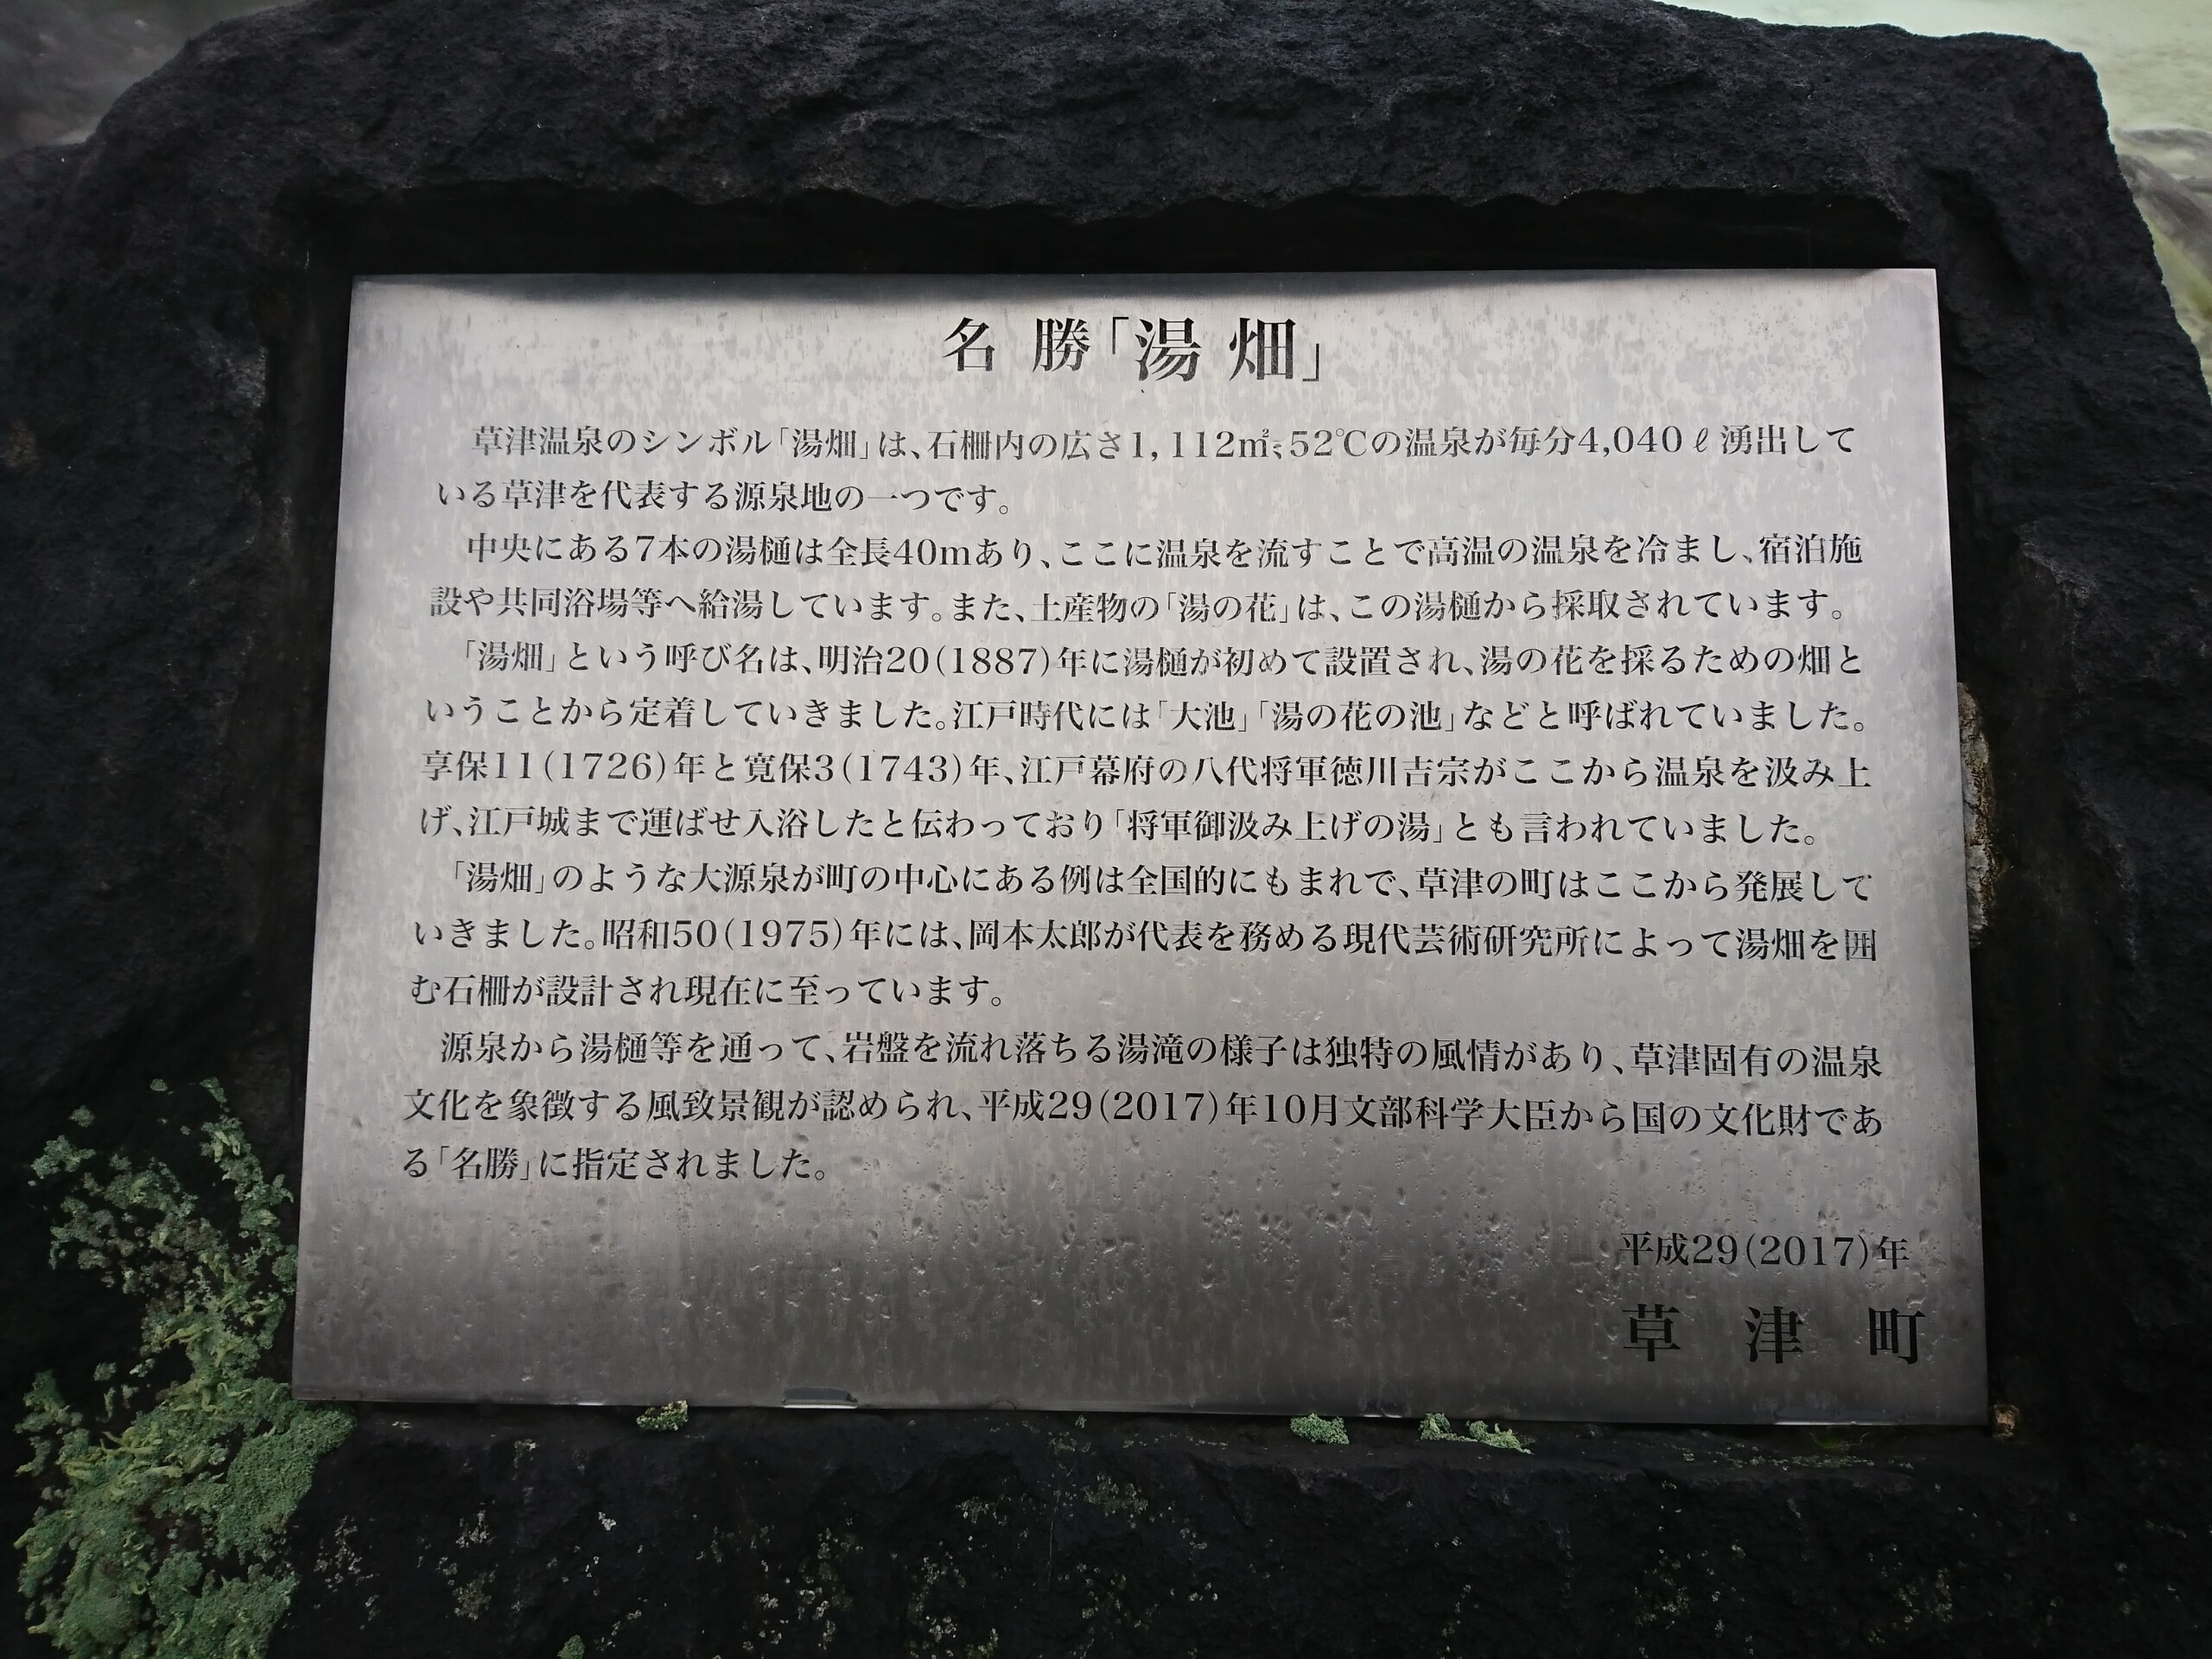 名 勝「湯 畑」
草津温泉のシンボル「湯畑」は、石柵内の広さ1,112㎡、52℃の温泉が毎分4,040ℓ湧出して
いる草津を代表する源泉地の一つです。
中央にある7本の湯樋は全長40mあり、ここに温泉を流すことで高温の温泉を冷まし、宿泊施
設や共同浴場等へ給湯しています。また、土産物の「湯の花」は、この湯樋から採取されています。
「湯畑」という呼び名は、明治20(1887)年に湯樋が初めて設置され、湯の花を採るための畑と
いうことから定着していきました。江戸時代には「大池」「湯の花の池」などと呼ばれていました。
享保11(1726)年と寛保3(1743)年、江戸幕府の八代将軍徳川吉宗がここから温泉を汲み上
げ、江戸城まで運ばせ入浴したと伝わっており「将軍御汲み上げの湯」とも言われていました。
「湯畑」のような大源泉が町の中心にある例は全国的にもまれで、草津の町はここから発展して
いきました。昭和50(1975)年には、岡本太郎が代表を務める現代芸術研究所によって湯畑を囲
む石柵が設計され現在に至っています。
源泉から湯樋等を通って、岩盤を流れ落ちる湯滝の様子は独特の風情があり、草津固有の温泉
文化を象徴する風致景観が認められ、平成29(2017)年10月文部科学大臣から国の文化財であ
る「名勝」に指定されました。
平成29(2017)年
草 津 町